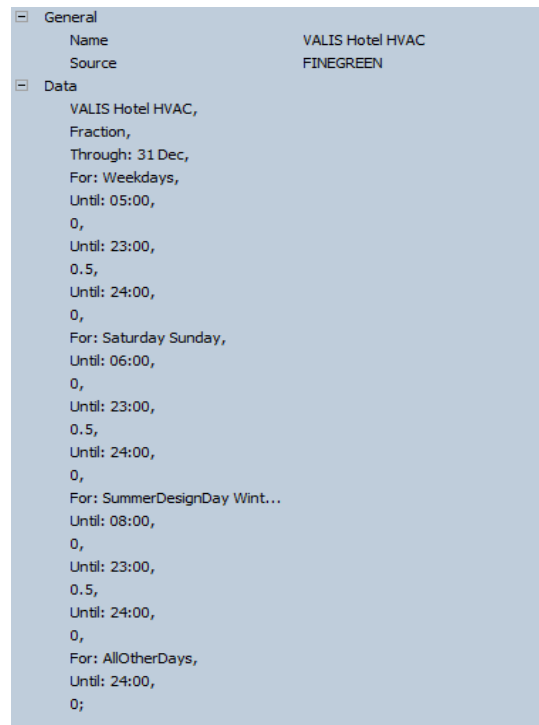 General
Name VALIS Hotel HVAC
Source FINEGREEN
Data
VALIS Hotel HVAC,
Fraction,
Through: 31 Dec,
For: Weekdays,
Until: 05:00,
0,
Until: 23:00,
0.5,
Until: 24:00,
0,
For: Saturday Sunday,
Until: 06:00,
0,
Until: 23:00,
0.5,
Until: 24:00,
0,
For: SummerDesignDay Wint...
Until: 08:00,
0,
Until: 23:00,
0.5,
Until: 24:00,
0,
For: AllOtherDays,
Until: 24:00,
0;